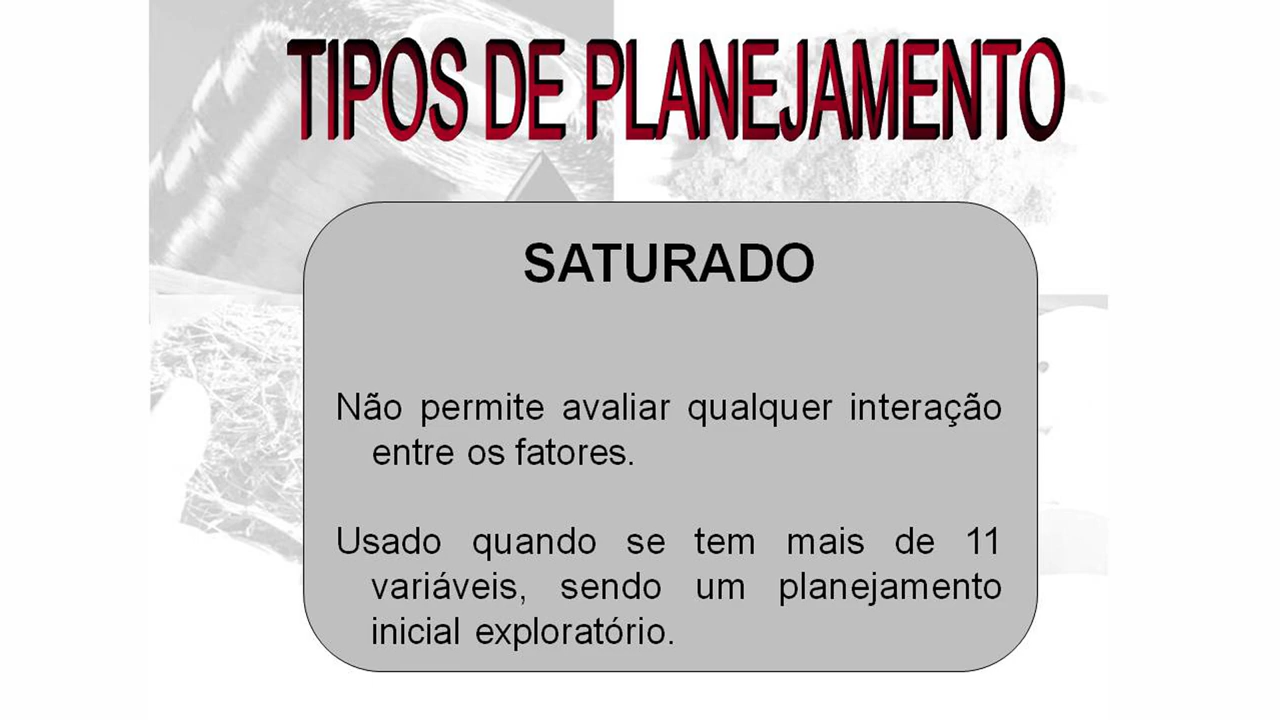 TIPOS DE PLANEJAMENTO
SATURADO
Não permite avaliar qualquer interação
entre os fatores.
Usado quando se tem mais de 11
variáveis, sendo um planejamento
inicial exploratório.